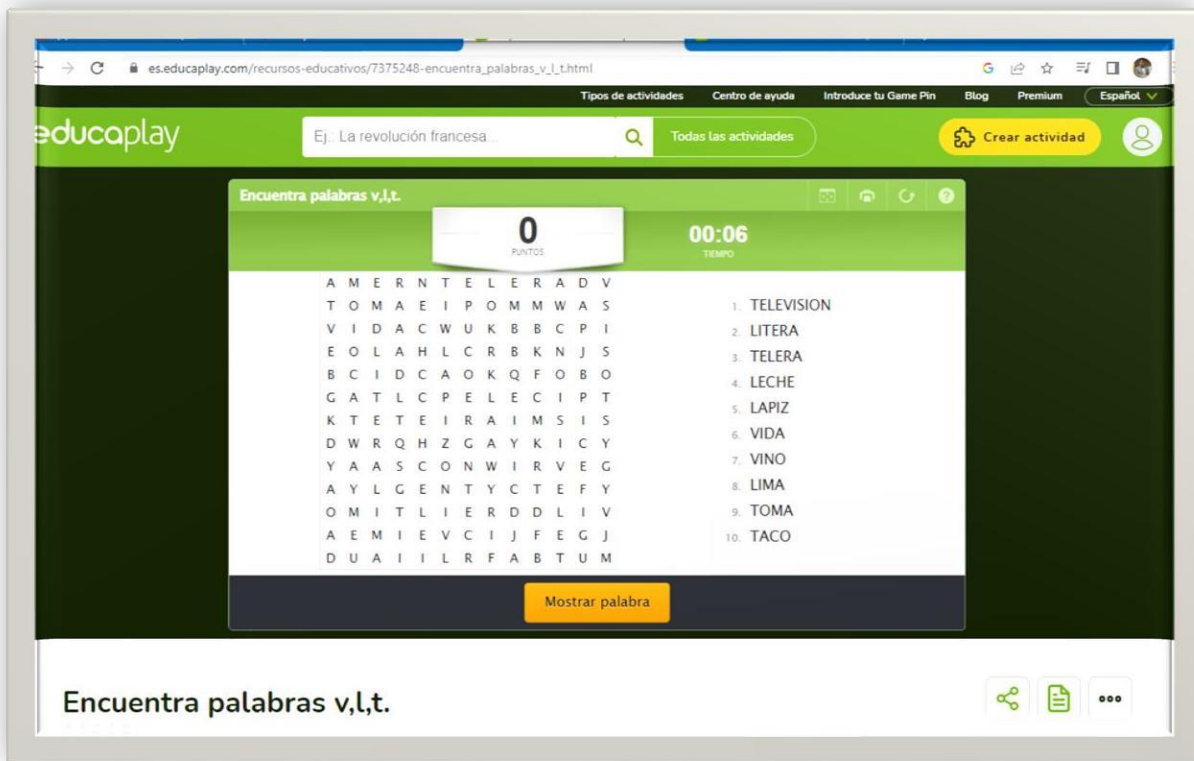 es.educaplay.com/recursos-educativos/7375248-encuentra_palabras_v_l_t.html
Tipos de actividades Centro de ayuda Introduce tu Game Pin Blog Premium Español
educaplay Ej.: La revolución francesa... Todas las actividades Crear actividad
Encuentra palabras v,l,t.
0 00:06
PUNTOS TIEMPO
A M E R N T E L E R A D V
T O M A E I P O M M W A S
V I D A C W U K B B C P I
E O L A H L C R B K N J S
B C I D C A O K Q F O B O
G A T L C P E L E C I P T
K T E T E I R A I M S I S
D W R Q H Z G A Y K I C Y
Y A A S C O N W I R V E G
A Y L G E N T Y C T E F Y
O M I T L I E R D D L I V
A E M I E V C I J F E G J
D U A I I L R F A B T U M
1. TELEVISION
2. LITERA
3. TELERA
4. LECHE
5. LAPIZ
6. VIDA
7. VINO
8. LIMA
9. TOMA
10. TACO
Mostrar palabra
Encuentra palabras v,l,t.